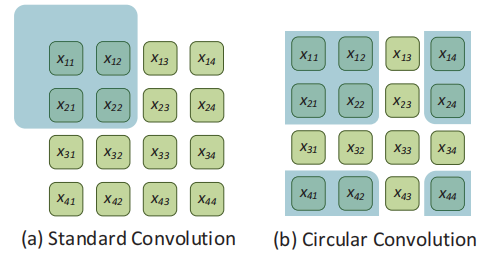 x11 x12 x13 x14 x11 x12 x13 x14
x21 x22 x23 x24 x21 x22 x23 x24
x31 x32 x33 x34 x31 x32 x33 x34
x41 x42 x43 x44 x41 x42 x43 x44
(a) Standard Convolution (b) Circular Convolution